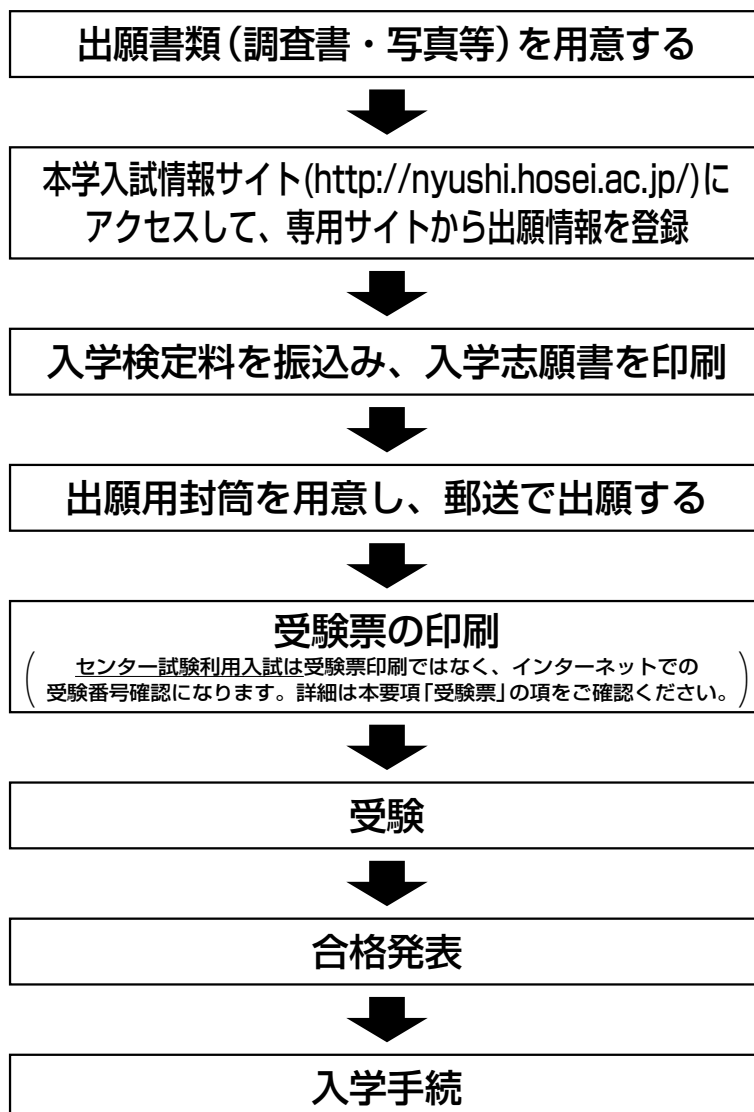 出願書類(調査書・写真等)を用意する
本学入試情報サイト(http://nyushi.hosei.ac.jp/)に
アクセスして、専用サイトから出願情報を登録
入学検定料を振込み、入学志願書を印刷
出願用封筒を用意し、郵送で出願する
受験票の印刷
(センター試験利用入試は受験票印刷ではなく、インターネットでの
受験番号確認になります。詳細は本要項「受験票」の項をご確認ください。)
受験
合格発表
入学手続